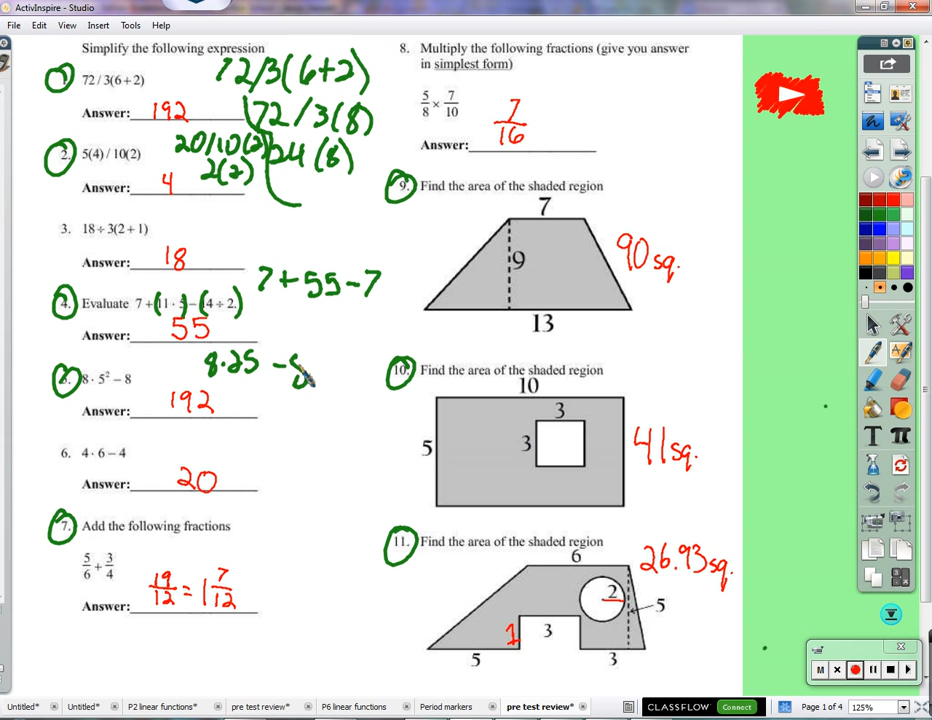 ActivInspire - Studio
File Edit View Insert Tools Help
Simplify the following expression
1. 72 / 3(6 + 2)
72/3(6+2)
Answer: 192
72/3(8)
24(8)
2. 5(4) / 10(2)
20/10(2)
2(2)
Answer: 4
3. 18 ÷ 3(2 + 1)
Answer: 18
7+55-7
4. Evaluate 7 + (11 · 5) - (14 ÷ 2)
Answer: 55
8·25 -8
5. 8 · 5² - 8
Answer: 192
6. 4 · 6 - 4
Answer: 20
7. Add the following fractions
5/6 + 3/4
19/12 = 1 7/12
Answer:
8. Multiply the following fractions (give you answer
in simplest form)
5/8 × 7/10
7/16
Answer:
9. Find the area of the shaded region
7
9
90 sq.
13
10. Find the area of the shaded region
10
3
5
3
41 sq.
11. Find the area of the shaded region
6
26.93 sq.
2
5
1
3
5
3
Untitled* Untitled* P2 linear functions* pre test review* P6 linear functions Period markers pre test review* CLASSFLOW Connect Page 1 of 4 125%